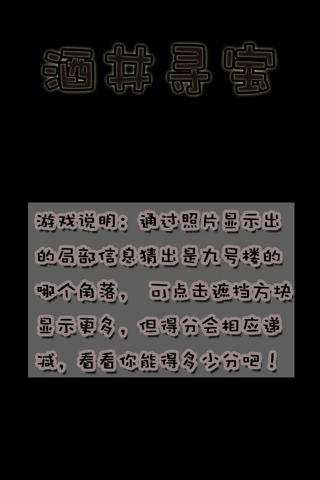 酒井寻宝
游戏说明：通过照片显示出
的局部信息猜出是九号楼的
哪个角落， 可点击遮挡方块
显示更多，但得分会相应递
减，看看你能得多少分吧！